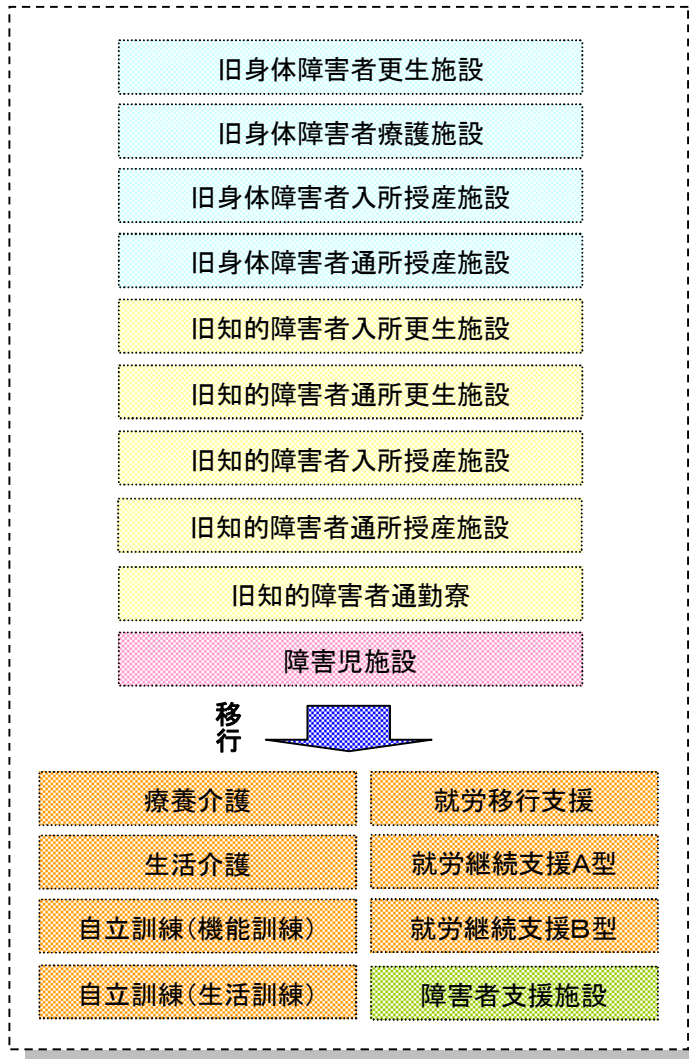 旧身体障害者更生施設
旧身体障害者療護施設
旧身体障害者入所授産施設
旧身体障害者通所授産施設
旧知的障害者入所更生施設
旧知的障害者通所更生施設
旧知的障害者入所授産施設
旧知的障害者通所授産施設
旧知的障害者通勤寮
障害児施設
移行
療養介護
就労移行支援
生活介護
就労継続支援A型
自立訓練(機能訓練)
就労継続支援B型
自立訓練(生活訓練)
障害者支援施設